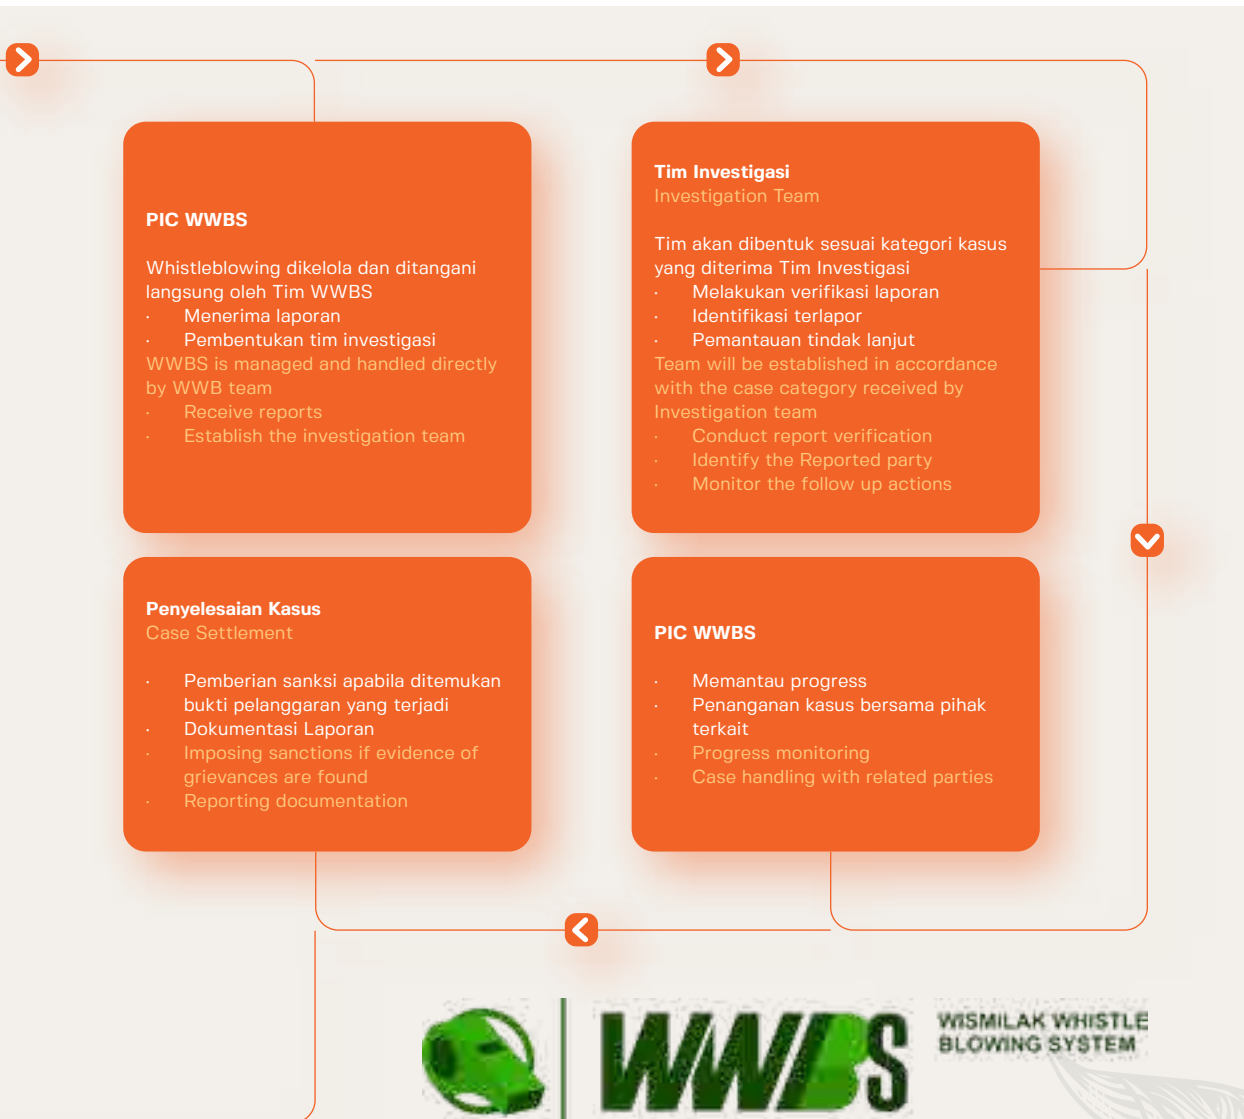 PIC WWBS
Whistleblowing dikelola dan ditangani
langsung oleh Tim WWBS
· Menerima laporan
· Pembentukan tim investigasi
WWBS is managed and handled directly
by WWB team
· Receive reports
· Establish the investigation team
Tim Investigasi
Investigation Team
Tim akan dibentuk sesuai kategori kasus
yang diterima Tim Investigasi
· Melakukan verifikasi laporan
· Identifikasi terlapor
· Pemantauan tindak lanjut
Team will be established in accordance
with the case category received by
Investigation team
· Conduct report verification
· Identify the Reported party
· Monitor the follow up actions
Penyelesaian Kasus
Case Settlement
· Pemberian sanksi apabila ditemukan
bukti pelanggaran yang terjadi
· Dokumentasi Laporan
· Imposing sanctions if evidence of
grievances are found
· Reporting documentation
PIC WWBS
· Memantau progress
· Penanganan kasus bersama pihak
terkait
· Progress monitoring
· Case handling with related parties
WWBS
WISMILAK WHISTLE
BLOWING SYSTEM